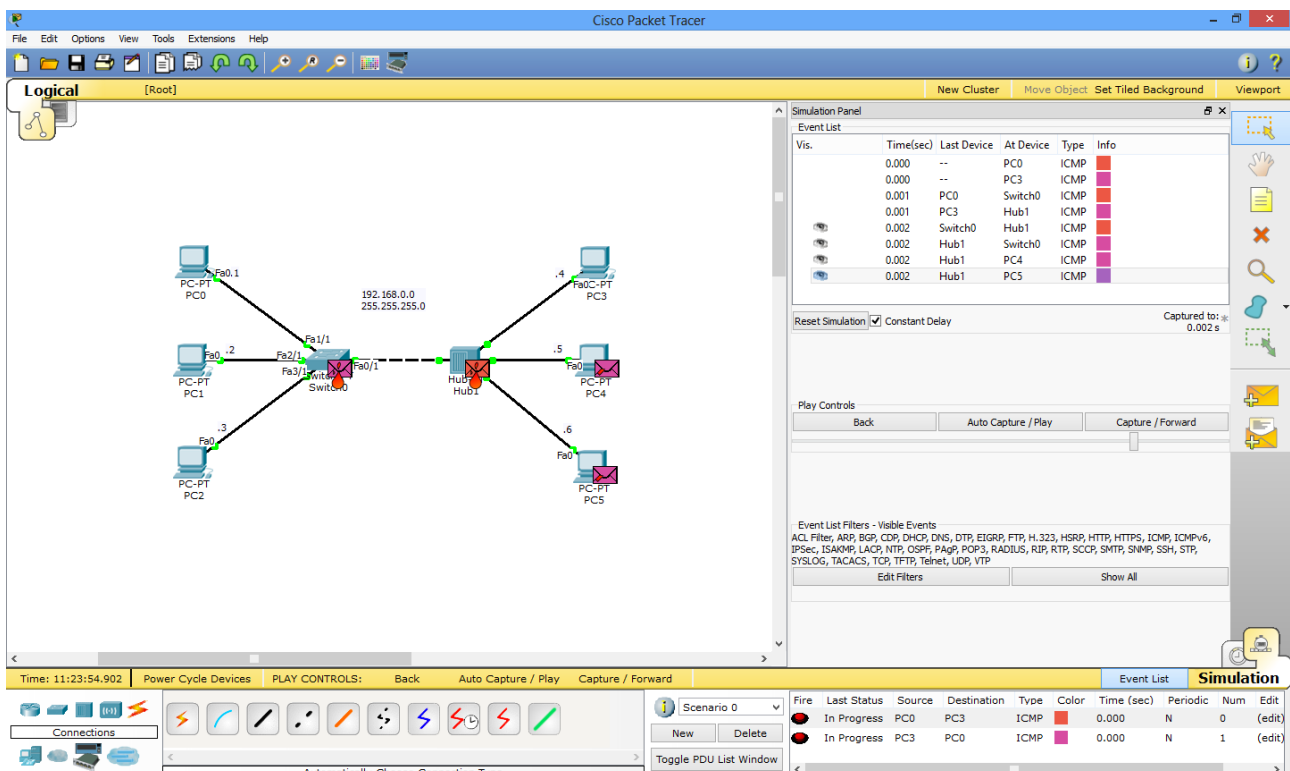 Cisco Packet Tracer
File Edit Options View Tools Extensions Help
Logical [Root] New Cluster Move Object Set Tiled Background Viewport
Simulation Panel
Event List
Vis. Time(sec) Last Device At Device Type Info
0.000 -- PC0 ICMP
0.000 -- PC3 ICMP
0.001 PC0 Switch0 ICMP
0.001 PC3 Hub1 ICMP
0.002 Switch0 Hub1 ICMP
0.002 Hub1 Switch0 ICMP
0.002 Hub1 PC4 ICMP
0.002 Hub1 PC5 ICMP
Reset Simulation Constant Delay Captured to: *
0.002 s
Play Controls
Back Auto Capture / Play Capture / Forward
Event List Filters - Visible Events
ACL Filter, ARP, BGP, CDP, DHCP, DNS, DTP, EIGRP, FTP, H.323, HSRP, HTTP, HTTPS, ICMP, ICMPv6,
IPSec, ISAKMP, LACP, NTP, OSPF, PAgP, POP3, RADIUS, RIP, RTP, SCCP, SMTP, SNMP, SSH, STP,
SYSLOG, TACACS, TCP, TFTP, Telnet, UDP, VTP
Edit Filters Show All
Fa0.1
PC-PT
PC0
192.168.0.0
255.255.255.0
.4
Fa0C-PT
PC3
Fa1/1
Fa0 .2
Fa2/1
Fa3/1
Fa0/1
PC-PT
PC1
Switch0
Hub1
.5
Fa0
PC-PT
PC4
.3
Fa0
PC-PT
PC2
.6
Fa0
PC-PT
PC5
Time: 11:23:54.902 Power Cycle Devices PLAY CONTROLS: Back Auto Capture / Play Capture / Forward Event List Simulation
Connections
Scenario 0
New Delete
Toggle PDU List Window
Fire Last Status Source Destination Type Color Time (sec) Periodic Num Edit
In Progress PC0 PC3 ICMP 0.000 N 0 (edit)
In Progress PC3 PC0 ICMP 0.000 N 1 (edit)